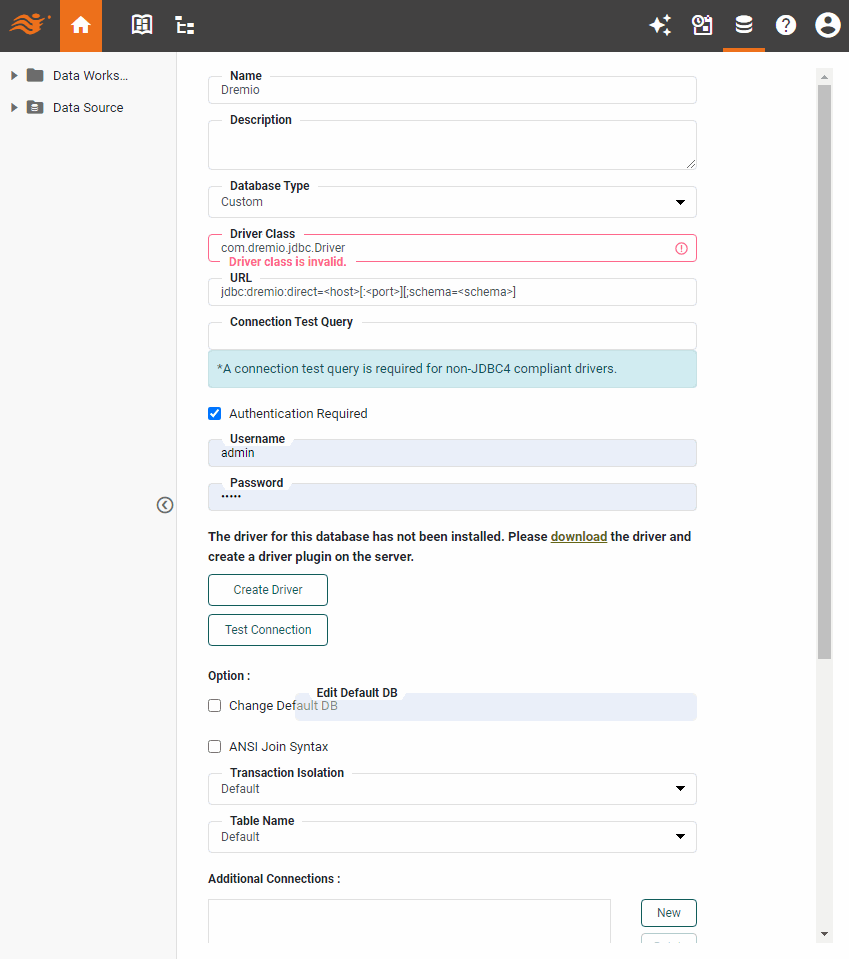 Data Works...
Data Source
Name
Dremio
Description
Database Type
Custom
Driver Class
com.dremio.jdbc.Driver
Driver class is invalid.
URL
jdbc:dremio:direct=<host>[:<port>][;schema=<schema>]
Connection Test Query
*A connection test query is required for non-JDBC4 compliant drivers.
Authentication Required
Username
admin
Password
•••••
The driver for this database has not been installed. Please download the driver and
create a driver plugin on the server.
Create Driver
Test Connection
Option :
Edit Default DB
Change Default DB
ANSI Join Syntax
Transaction Isolation
Default
Table Name
Default
Additional Connections :
New